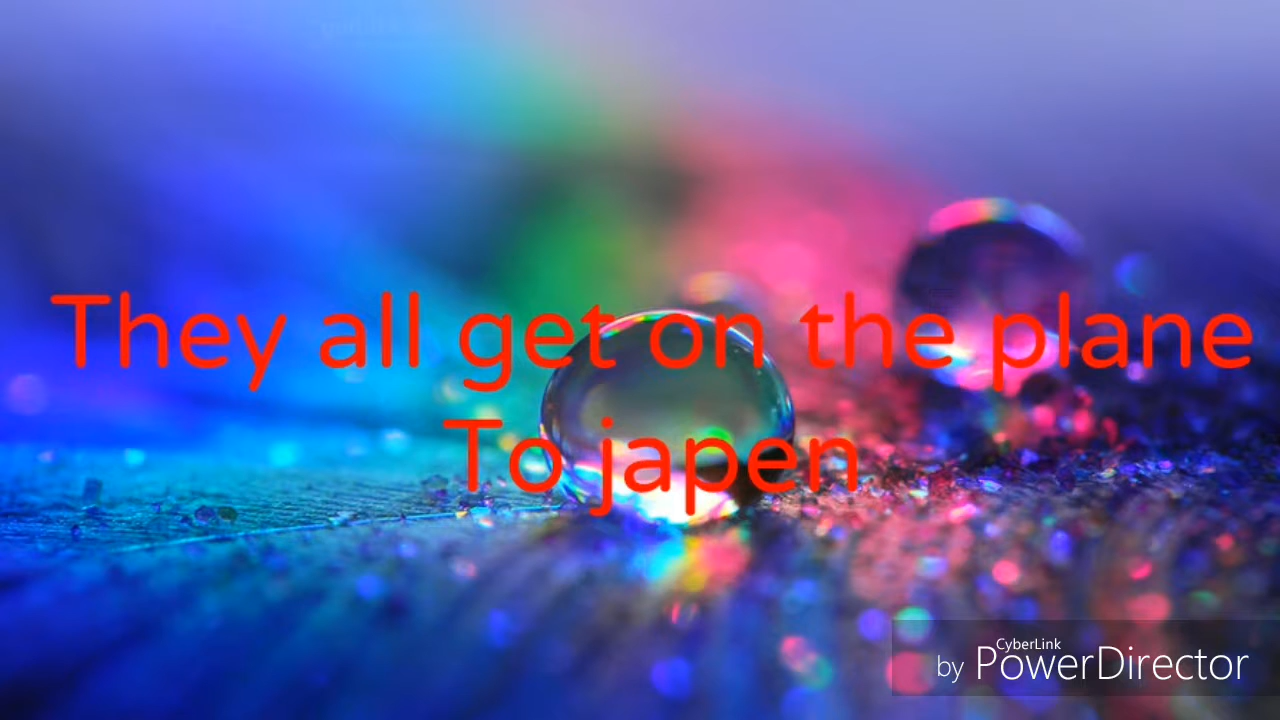 They all get on the plane
To japen
CyberLink
by PowerDirector